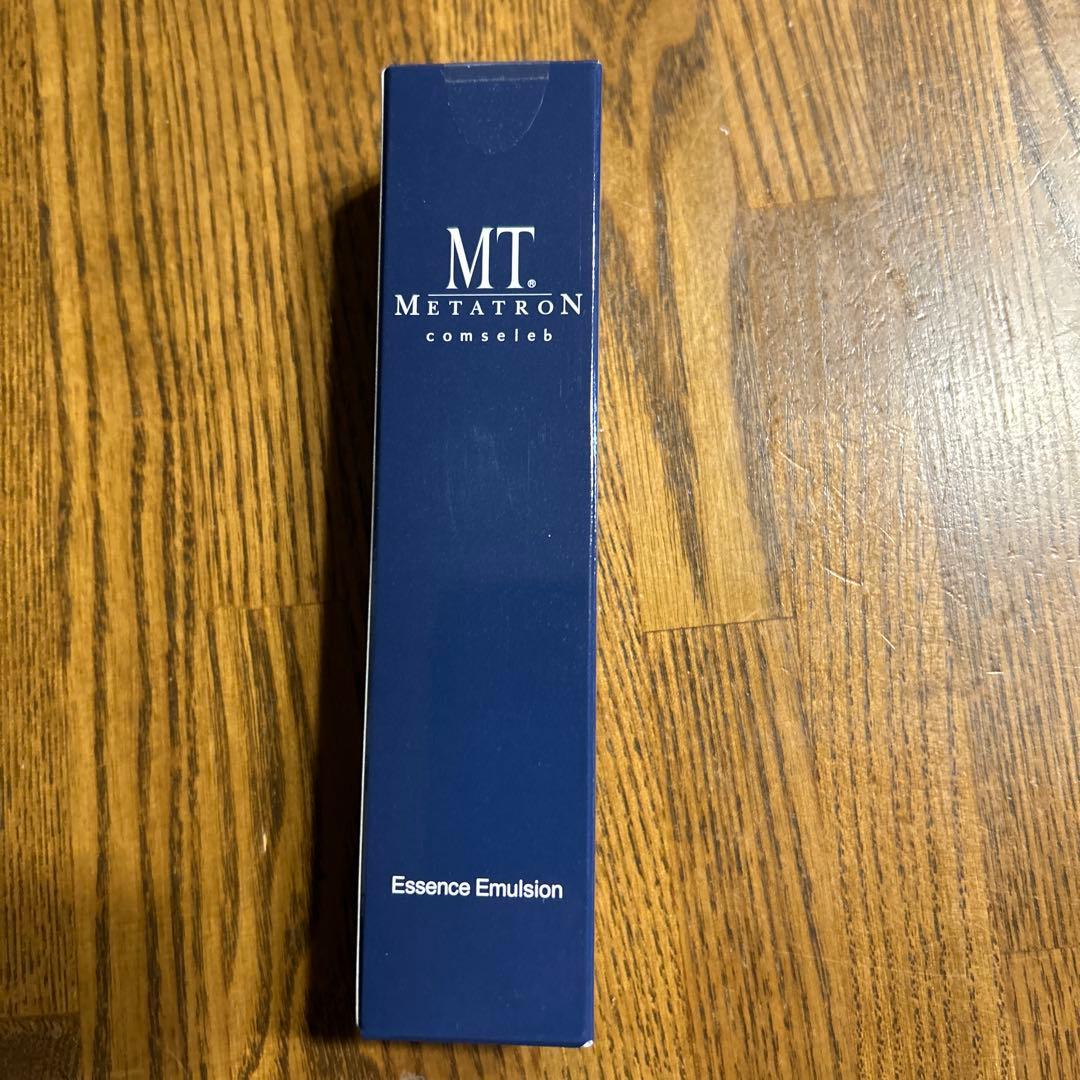 MT®
METATRON
comseleb
Essence Emulsion